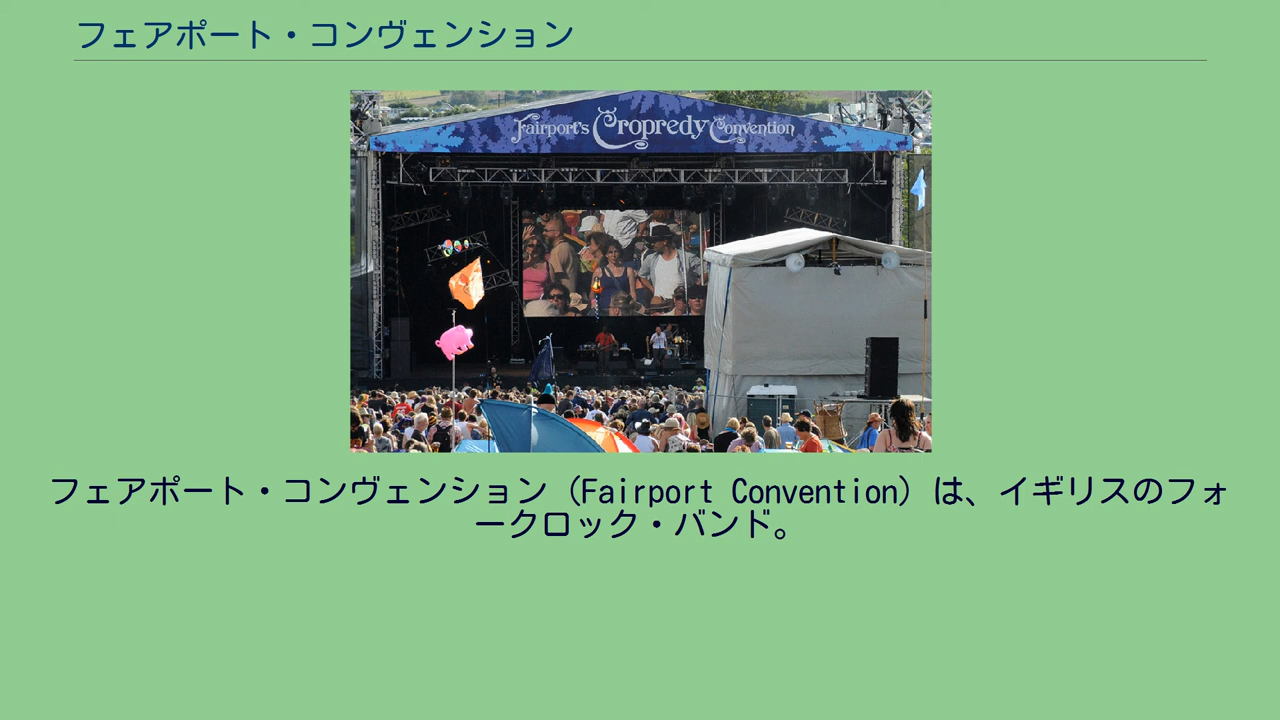 フェアポート・コンヴェンション
Fairport's Cropredy Convention
フェアポート・コンヴェンション（Fairport Convention）は、イギリスのフォ
ークロック・バンド。